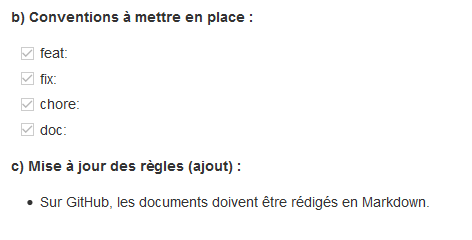 b) Conventions à mettre en place :
feat:
fix:
chore:
doc:
c) Mise à jour des règles (ajout) :
• Sur GitHub, les documents doivent être rédigés en Markdown.